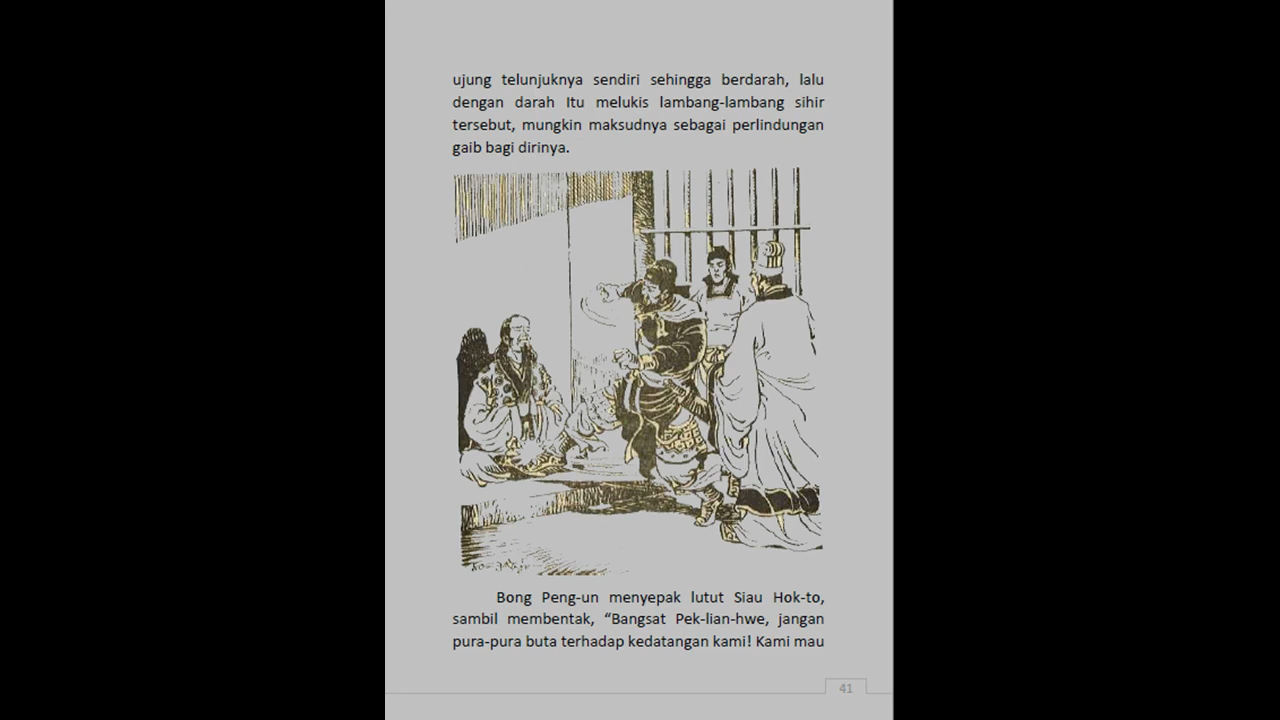 ujung telunjuknya sendiri sehingga berdarah, lalu
dengan darah Itu melukis lambang-lambang sihir
tersebut, mungkin maksudnya sebagai perlindungan
gaib bagi dirinya.
Bong Peng-un menyepak lutut Siau Hok-to,
sambil membentak, “Bangsat Pek-lian-hwe, jangan
pura-pura buta terhadap kedatangan kami! Kami mau
41